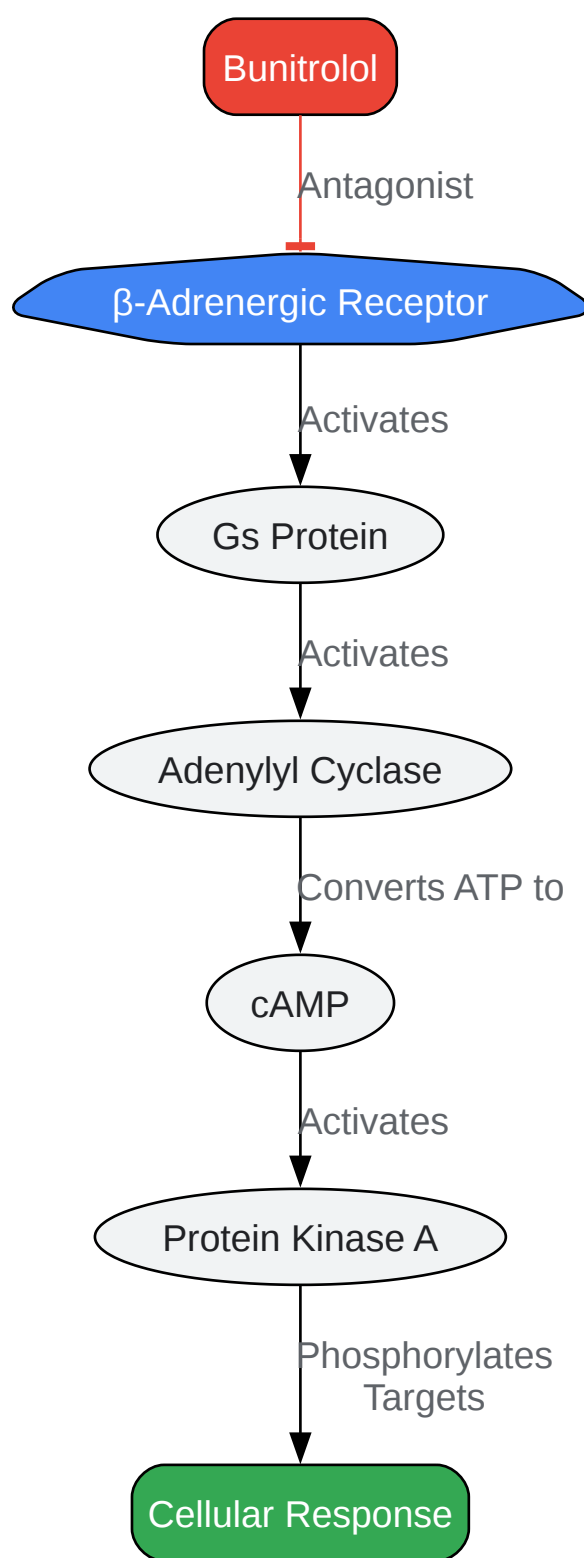 Bunitrolol
Antagonist
β-Adrenergic Receptor
Activates
Gs Protein
Activates
Adenylyl Cyclase
Converts ATP to
cAMP
Activates
Protein Kinase A
Phosphorylates
Targets
Cellular Response